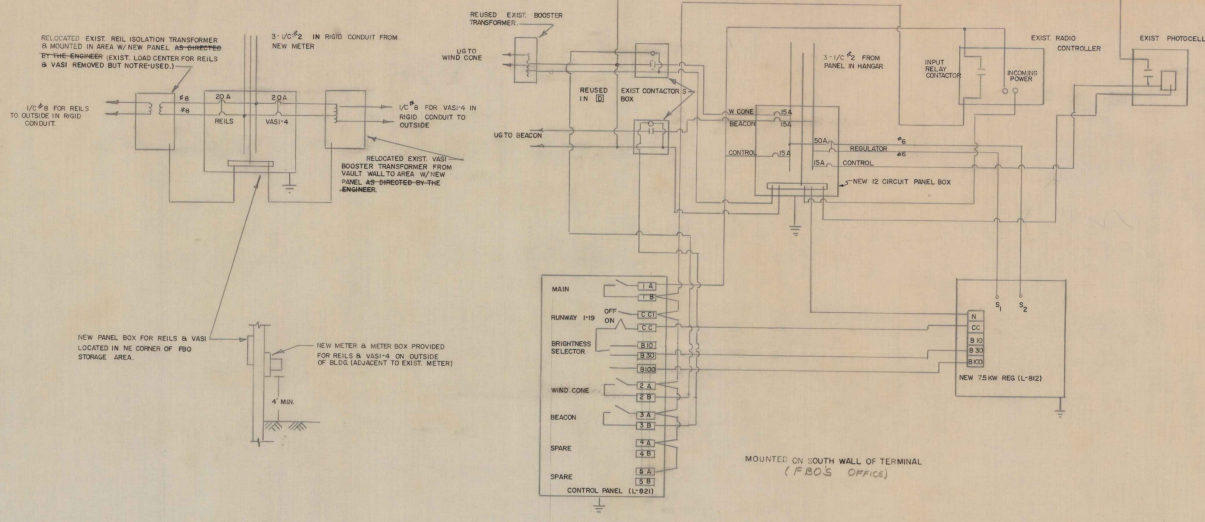 RELOCATED EXIST. REIL ISOLATION TRANSFORMER
& MOUNTED IN AREA W/ NEW PANEL AS DIRECTED
BY THE ENGINEER (EXIST. LOAD CENTER FOR REILS
& VASI REMOVED BUT NOT RE-USED.)
3-1/C #2 IN RIGID CONDUIT FROM
NEW METER
1/C #8 FOR REILS
TO OUTSIDE IN RIGID
CONDUIT.
#8
#8
20 A
REILS
20 A
VASI-4
1/C #8 FOR VASI-4 IN
RIGID CONDUIT TO
OUTSIDE
RELOCATED EXIST. VASI
BOOSTER TRANSFORMER FROM
VAULT WALL TO AREA W/ NEW
PANEL AS DIRECTED BY THE
ENGINEER.
NEW PANEL BOX FOR REILS & VASI
LOCATED IN NE CORNER OF FBO
STORAGE AREA.
NEW METER & METER BOX PROVIDED
FOR REILS & VASI-4 ON OUTSIDE
OF BLDG (ADJACENT TO EXIST. METER)
4' MIN.
REUSED EXIST. BOOSTER
TRANSFORMER.
UG TO
WIND CONE
REUSED
IN D
EXIST CONTACTOR S
BOX
UG TO BEACON
3-1/C #2 FROM
PANEL IN HANGAR
W CONE
15A
BEACON
15A
50A
#6
REGULATOR
#6
CONTROL
15A
15A
CONTROL
NEW 12 CIRCUIT PANEL BOX
EXIST. RADIO
CONTROLLER
INPUT
RELAY
CONTACTOR
INCOMING
POWER
EXIST PHOTOCELL
MAIN
1 A
1 B
RUNWAY 1-19
OFF
ON
CC1
CC
BRIGHTNESS
SELECTOR
B10
B30
B100
WIND CONE
2 A
2 B
BEACON
3 A
3 B
SPARE
4 A
4 B
SPARE
5 A
5 B
CONTROL PANEL (L-821)
S1
S2
N
CC
B 10
B 30
B100
NEW 7.5 KW REG (L-812)
MOUNTED ON SOUTH WALL OF TERMINAL
(FBO'S OFFICE)